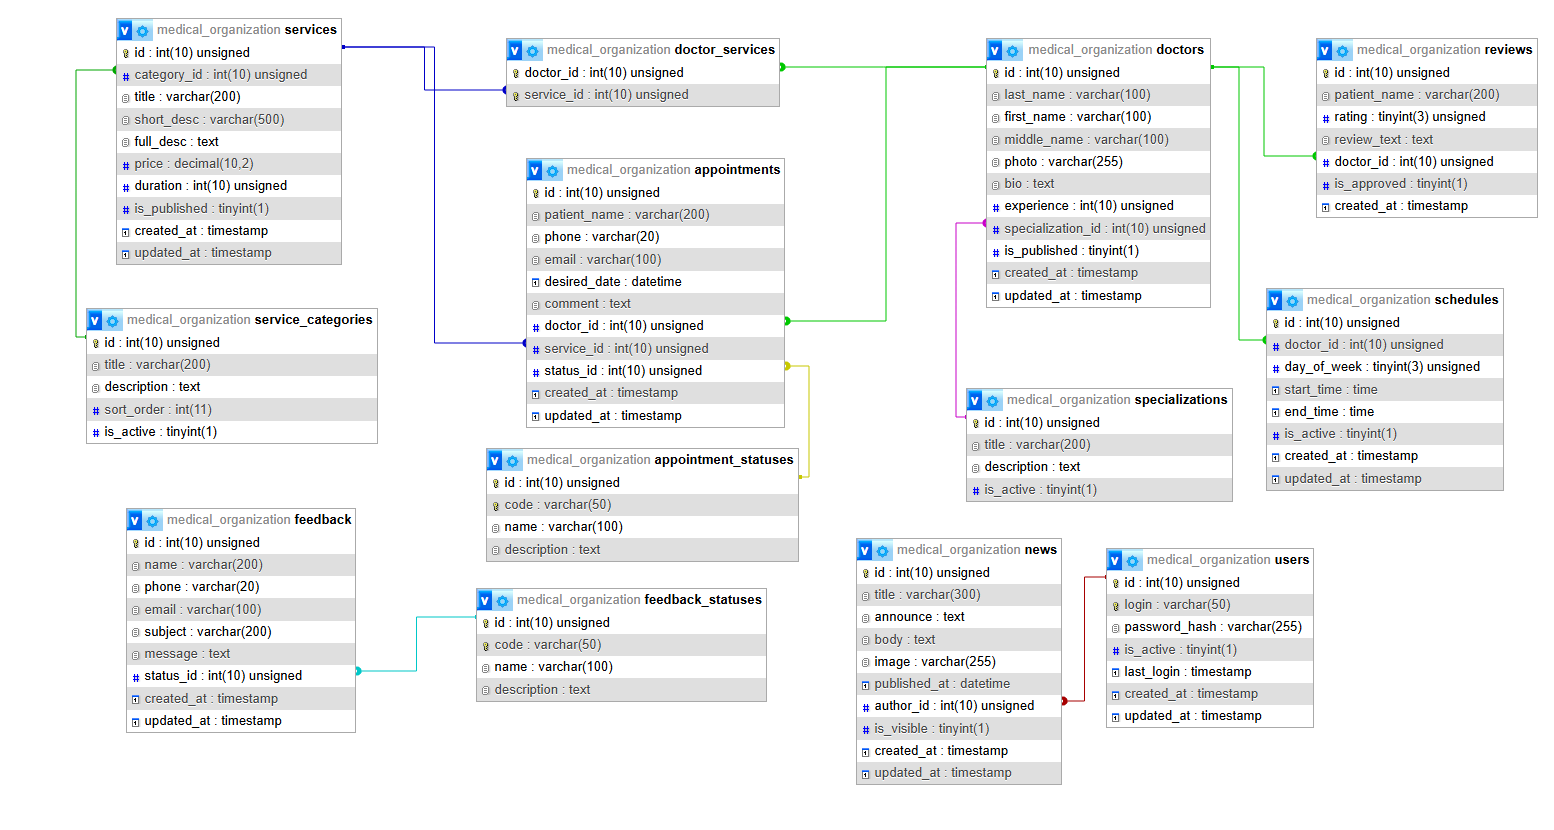 medical_organization services
id : int(10) unsigned
category_id : int(10) unsigned
title : varchar(200)
short_desc : varchar(500)
full_desc : text
price : decimal(10,2)
duration : int(10) unsigned
is_published : tinyint(1)
created_at : timestamp
updated_at : timestamp
medical_organization doctor_services
doctor_id : int(10) unsigned
service_id : int(10) unsigned
medical_organization doctors
id : int(10) unsigned
last_name : varchar(100)
first_name : varchar(100)
middle_name : varchar(100)
photo : varchar(255)
bio : text
experience : int(10) unsigned
specialization_id : int(10) unsigned
is_published : tinyint(1)
created_at : timestamp
updated_at : timestamp
medical_organization reviews
id : int(10) unsigned
patient_name : varchar(200)
rating : tinyint(3) unsigned
review_text : text
doctor_id : int(10) unsigned
is_approved : tinyint(1)
created_at : timestamp
medical_organization appointments
id : int(10) unsigned
patient_name : varchar(200)
phone : varchar(20)
email : varchar(100)
desired_date : datetime
comment : text
doctor_id : int(10) unsigned
service_id : int(10) unsigned
status_id : int(10) unsigned
created_at : timestamp
updated_at : timestamp
medical_organization schedules
id : int(10) unsigned
doctor_id : int(10) unsigned
day_of_week : tinyint(3) unsigned
start_time : time
end_time : time
is_active : tinyint(1)
created_at : timestamp
updated_at : timestamp
medical_organization service_categories
id : int(10) unsigned
title : varchar(200)
description : text
sort_order : int(11)
is_active : tinyint(1)
medical_organization specializations
id : int(10) unsigned
title : varchar(200)
description : text
is_active : tinyint(1)
medical_organization appointment_statuses
id : int(10) unsigned
code : varchar(50)
name : varchar(100)
description : text
medical_organization feedback
id : int(10) unsigned
name : varchar(200)
phone : varchar(20)
email : varchar(100)
subject : varchar(200)
message : text
status_id : int(10) unsigned
created_at : timestamp
updated_at : timestamp
medical_organization feedback_statuses
id : int(10) unsigned
code : varchar(50)
name : varchar(100)
description : text
medical_organization news
id : int(10) unsigned
title : varchar(300)
announce : text
body : text
image : varchar(255)
published_at : datetime
author_id : int(10) unsigned
is_visible : tinyint(1)
created_at : timestamp
updated_at : timestamp
medical_organization users
id : int(10) unsigned
login : varchar(50)
password_hash : varchar(255)
is_active : tinyint(1)
last_login : timestamp
created_at : timestamp
updated_at : timestamp